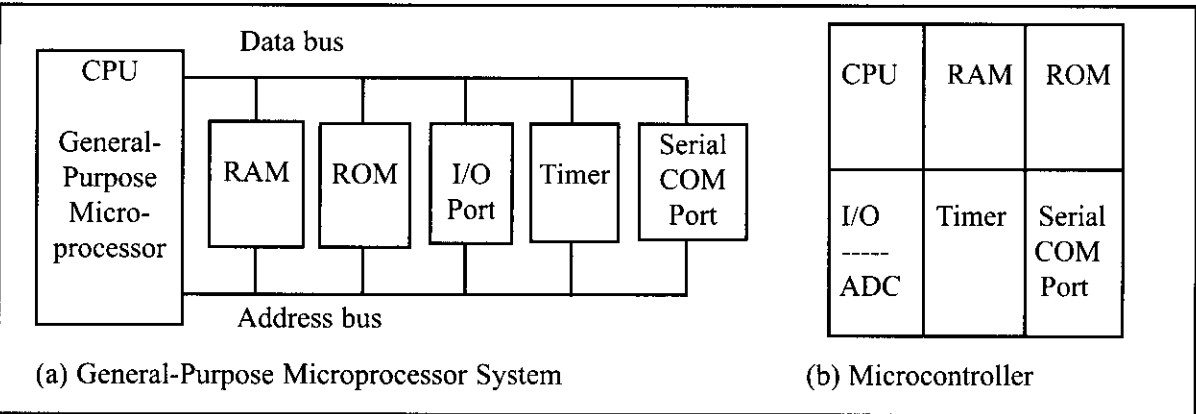 Data bus
CPU
General-
Purpose
Micro-
processor
RAM
ROM
I/O
Port
Timer
Serial
COM
Port
Address bus
(a) General-Purpose Microprocessor System
CPU
RAM
ROM
I/O
-----
ADC
Timer
Serial
COM
Port
(b) Microcontroller